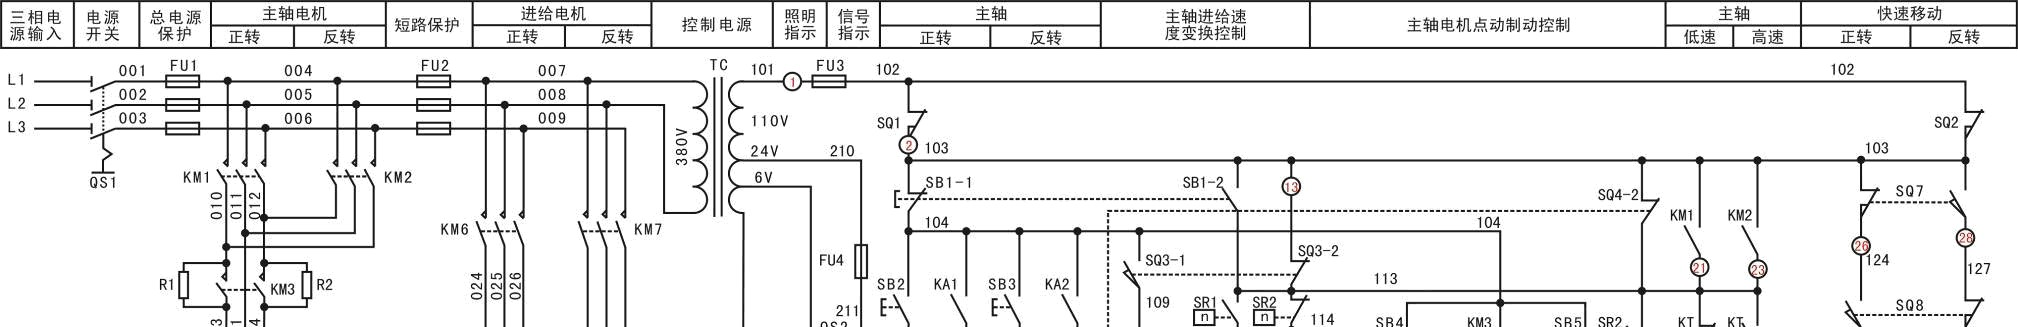 三相电
源输入
电源
开关
总电源
保护
主轴电机
正转
反转
短路保护
进给电机
正转
反转
控制电源
照明
指示
信号
指示
主轴
正转
反转
主轴进给速
度变换控制
主轴电机点动制动控制
主轴
低速
高速
快速移动
正转
反转
L1
001
FU1
004
FU2
007
TC
101
1
FU3
102
102
L2
002
005
008
L3
003
006
009
380V
110V
SQ1
2
103
SQ2
103
24V
210
6V
QS1
KM1
KM2
010
011
012
SB1-1
SB1-2
13
SQ4-2
SQ7
104
104
KM1
KM2
KM6
KM7
26
28
FU4
SQ3-1
SQ3-2
124
127
21
23
R1
KM3
R2
024
025
026
SB2
KA1
SB3
KA2
113
109
SR1
n
SR2
n
114
211
SQ8
3
1
4
SB4
KM3
SB5
SR2
KT
KT